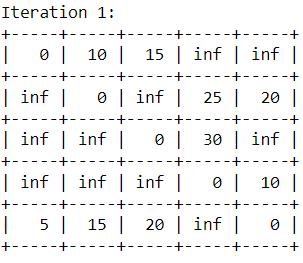 Iteration 1:
+-----+-----+-----+-----+-----+
|   0 |  10 |  15 | inf | inf |
+-----+-----+-----+-----+-----+
| inf |   0 | inf |  25 |  20 |
+-----+-----+-----+-----+-----+
| inf | inf |   0 |  30 | inf |
+-----+-----+-----+-----+-----+
| inf | inf | inf |   0 |  10 |
+-----+-----+-----+-----+-----+
|   5 |  15 |  20 | inf |   0 |
+-----+-----+-----+-----+-----+